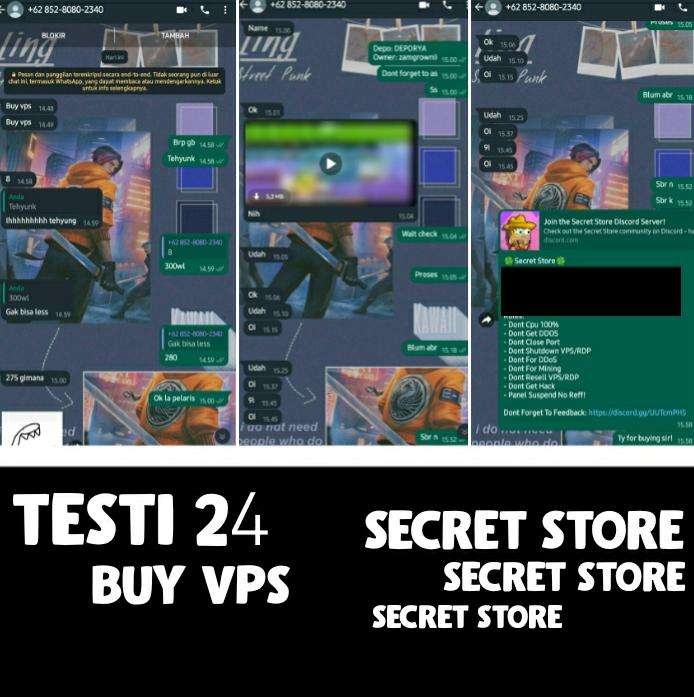 +62 852-8080-2340
BLOKIR
TAMBAH
Hari ini
Pesan dan panggilan terenkripsi secara end-to-end. Tidak seorang pun di luar
chat ini, termasuk WhatsApp, yang dapat membaca atau mendengarkannya. Ketuk
untuk info selengkapnya.
Buy vps 14.48
Buy vps 14.49
Brp gb 14.58
Tehyunk 14.58
8 14.58
Anda
Tehyunk
Ihhhhhhhhh tehyung 14.59
+62 852-8080-2340
8
300wl 14.59
Anda
300wl
Gak bisa less 14.59
+62 852-8080-2340
Gak bisa less
280 14.59
275 gimana 15.00
Ok la pelaris 15.00
+62 852-8080-2340
Name 15.00
Depo: DEPORYA
Owner: zamgrown1 15.00
Dont forget to as 15.00
Ss 15.00
Ok 15.01
5,2 MB
Niih 15.04
Wait check 15.04
Udah 15.05
Proses 15.05
Ok 15.06
Udah 15.10
Oi 15.15
Blum abr 15.18
Udah 15.25
Oi 15.37
9i 15.45
Oi 15.45
Sbr n 15.52
i do not need
people who do
+62 852-8080-2340
Proses 15.05
Ok 15.06
Udah 15.10
Oi 15.15
Blum abr 15.18
Udah 15.25
Oi 15.37
9i 15.45
Oi 15.45
Sbr n 15.52
Sbr k 15.52
Join the Secret Store Discord Server!
Check out the Secret Store community on Discord - ha
discord.com
Secret Store
Rules:
- Dont Cpu 100%
- Dont Get DDOS
- Dont Close Port
- Dont Shutdown VPS/RDP
- Dont For DDoS
- Dont For Mining
- Dont Resell VPS/RDP
- Dont Get Hack
- Panel Suspend No Reff!
Dont Forget To Feedback: https://discord.gg/UUTcmPHS
15.58
Ty for buying sir! 15.58
TESTI 24
BUY VPS
SECRET STORE
SECRET STORE
SECRET STORE